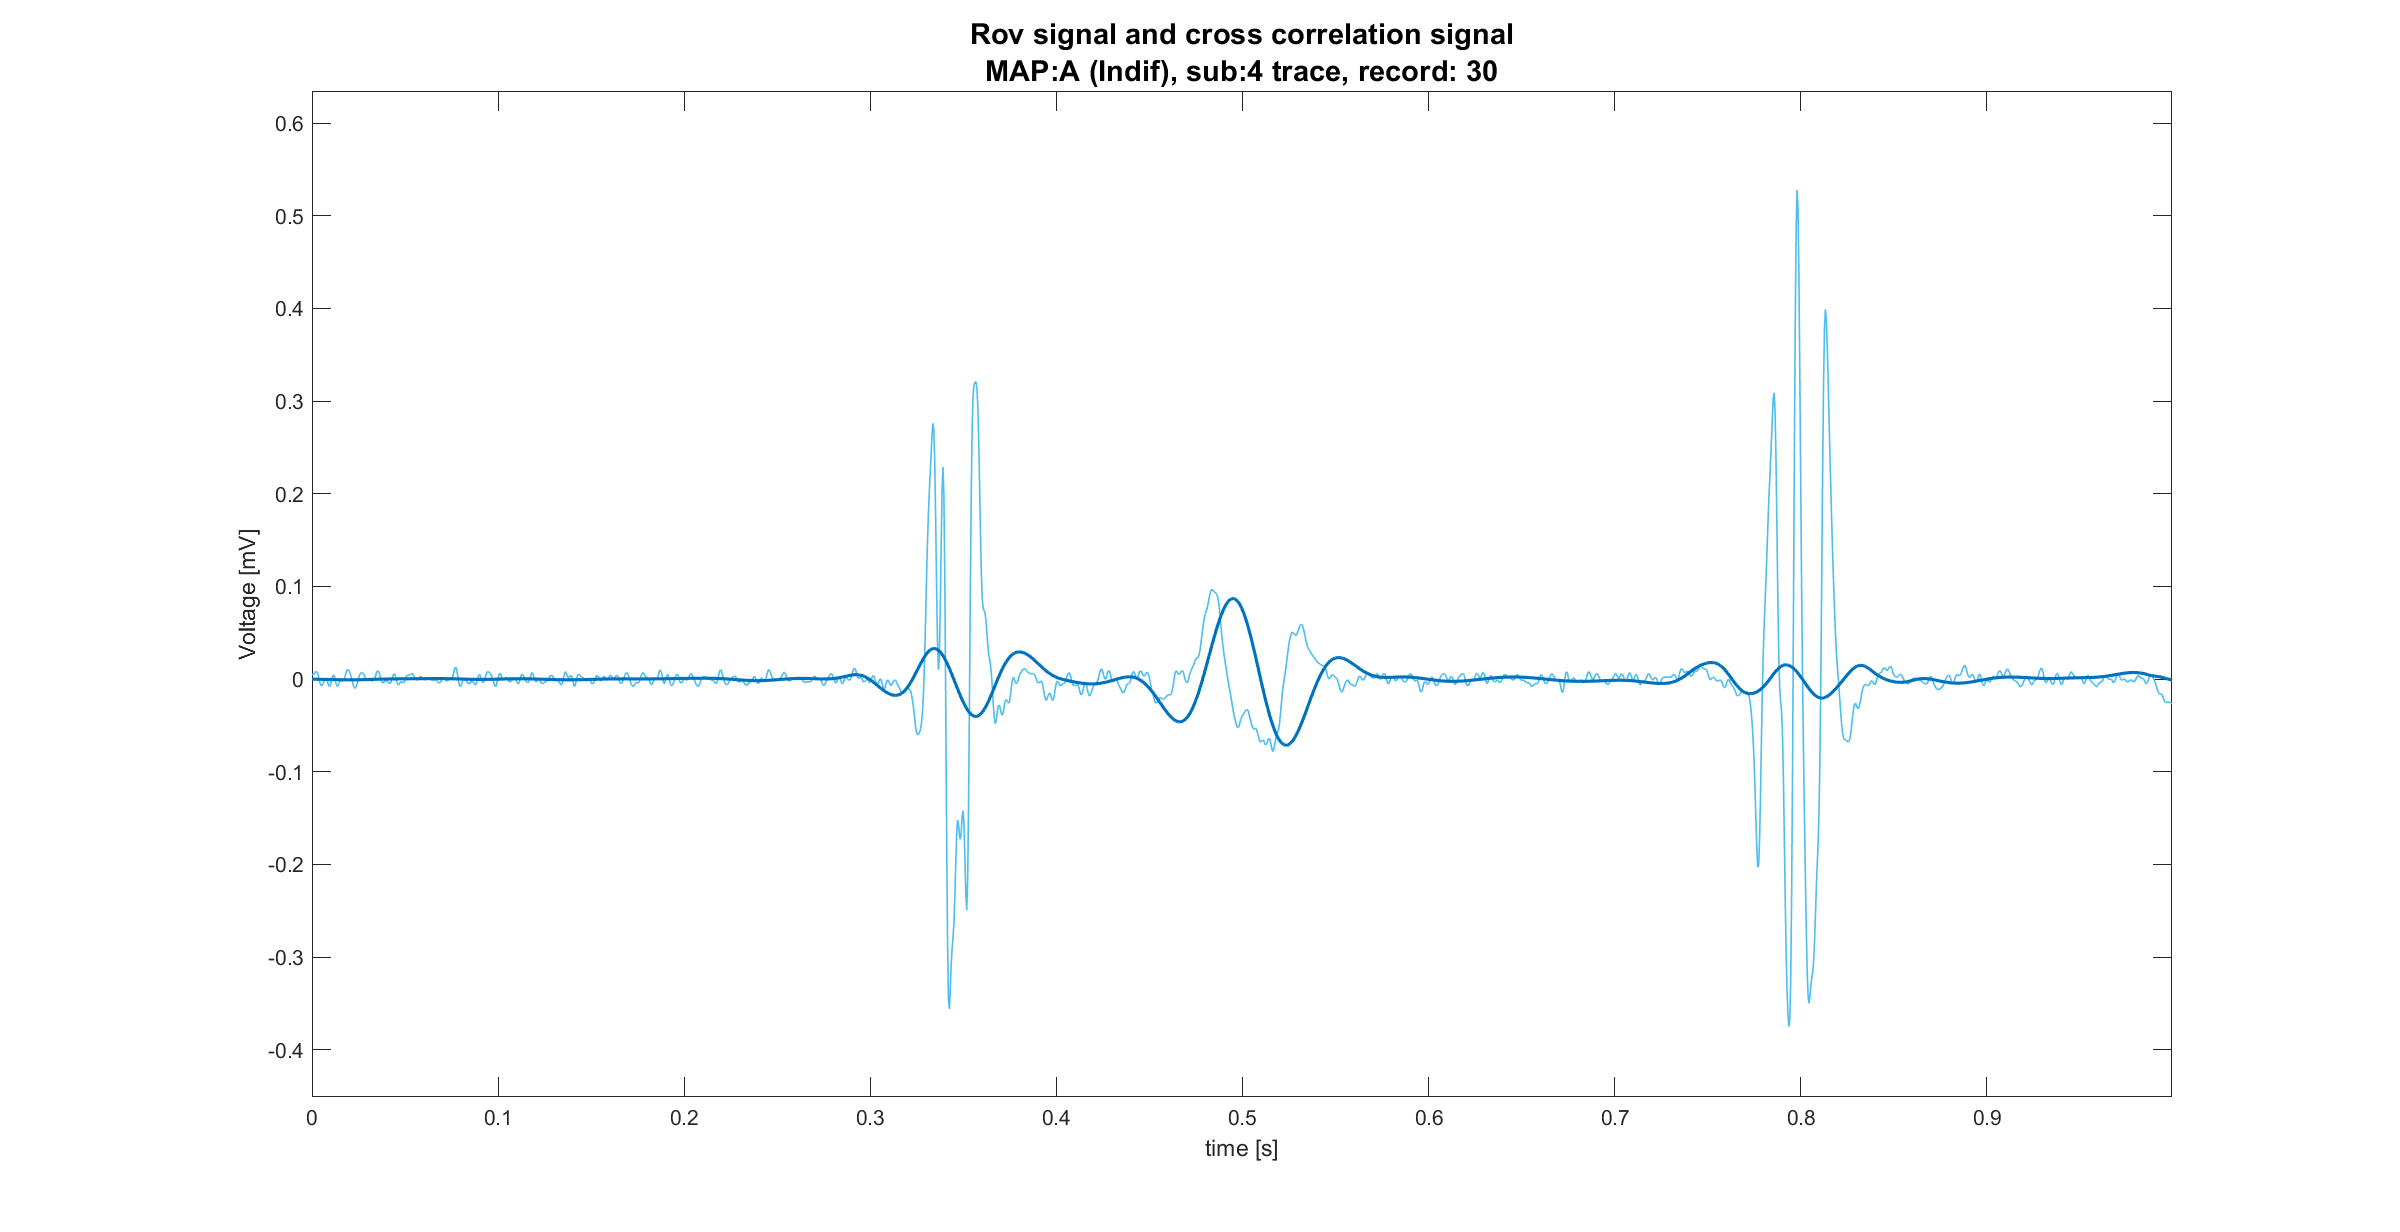 Rov signal and cross correlation signal
MAP:A (Indif), sub:4 trace, record: 30
0.6
0.5
0.4
0.3
0.2
0.1
0
-0.1
-0.2
-0.3
-0.4
Voltage [mV]
0 0.1 0.2 0.3 0.4 0.5 0.6 0.7 0.8 0.9
time [s]